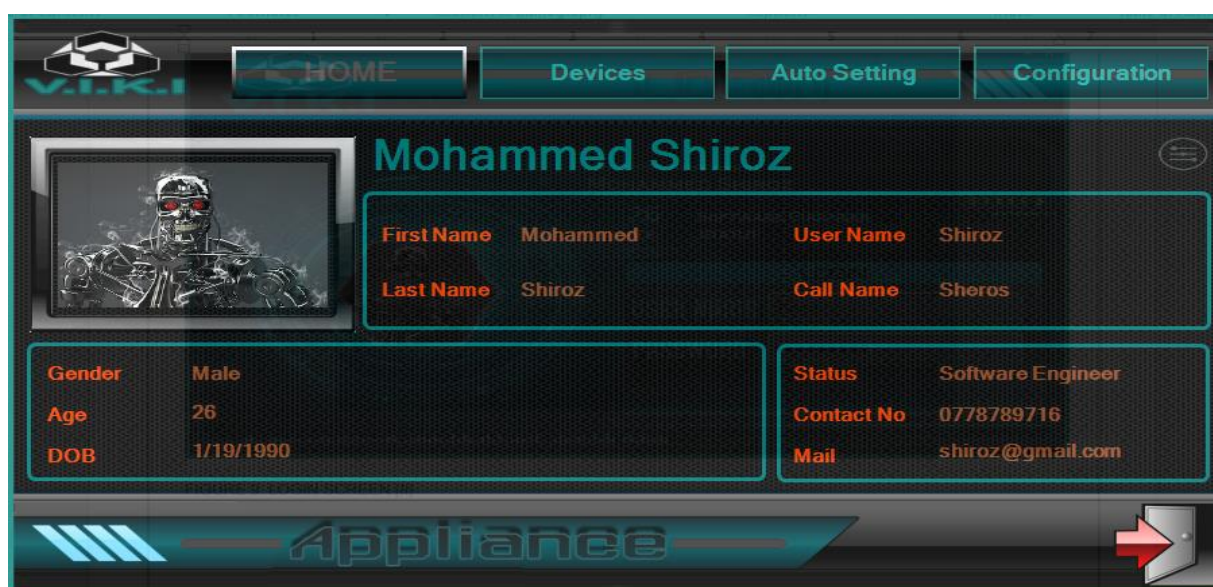 V.I.K.I
HOME
Devices
Auto Setting
Configuration
Mohammed Shiroz
First Name Mohammed
User Name Shiroz
Last Name Shiroz
Call Name Sheros
Gender Male
Age 26
DOB 1/19/1990
Status Software Engineer
Contact No 0778789716
Mail shiroz@gmail.com
Appliance